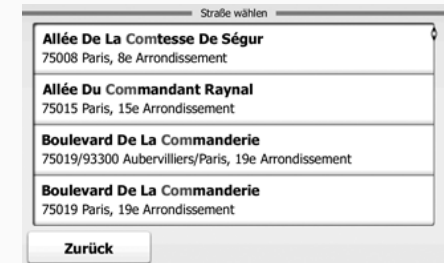 Straße wählen
Allée De La Comtesse De Ségur
75008 Paris, 8e Arrondissement
Allée Du Commandant Raynal
75015 Paris, 15e Arrondissement
Boulevard De La Commanderie
75019/93300 Aubervilliers/Paris, 19e Arrondissement
Boulevard De La Commanderie
75019 Paris, 19e Arrondissement
Zurück